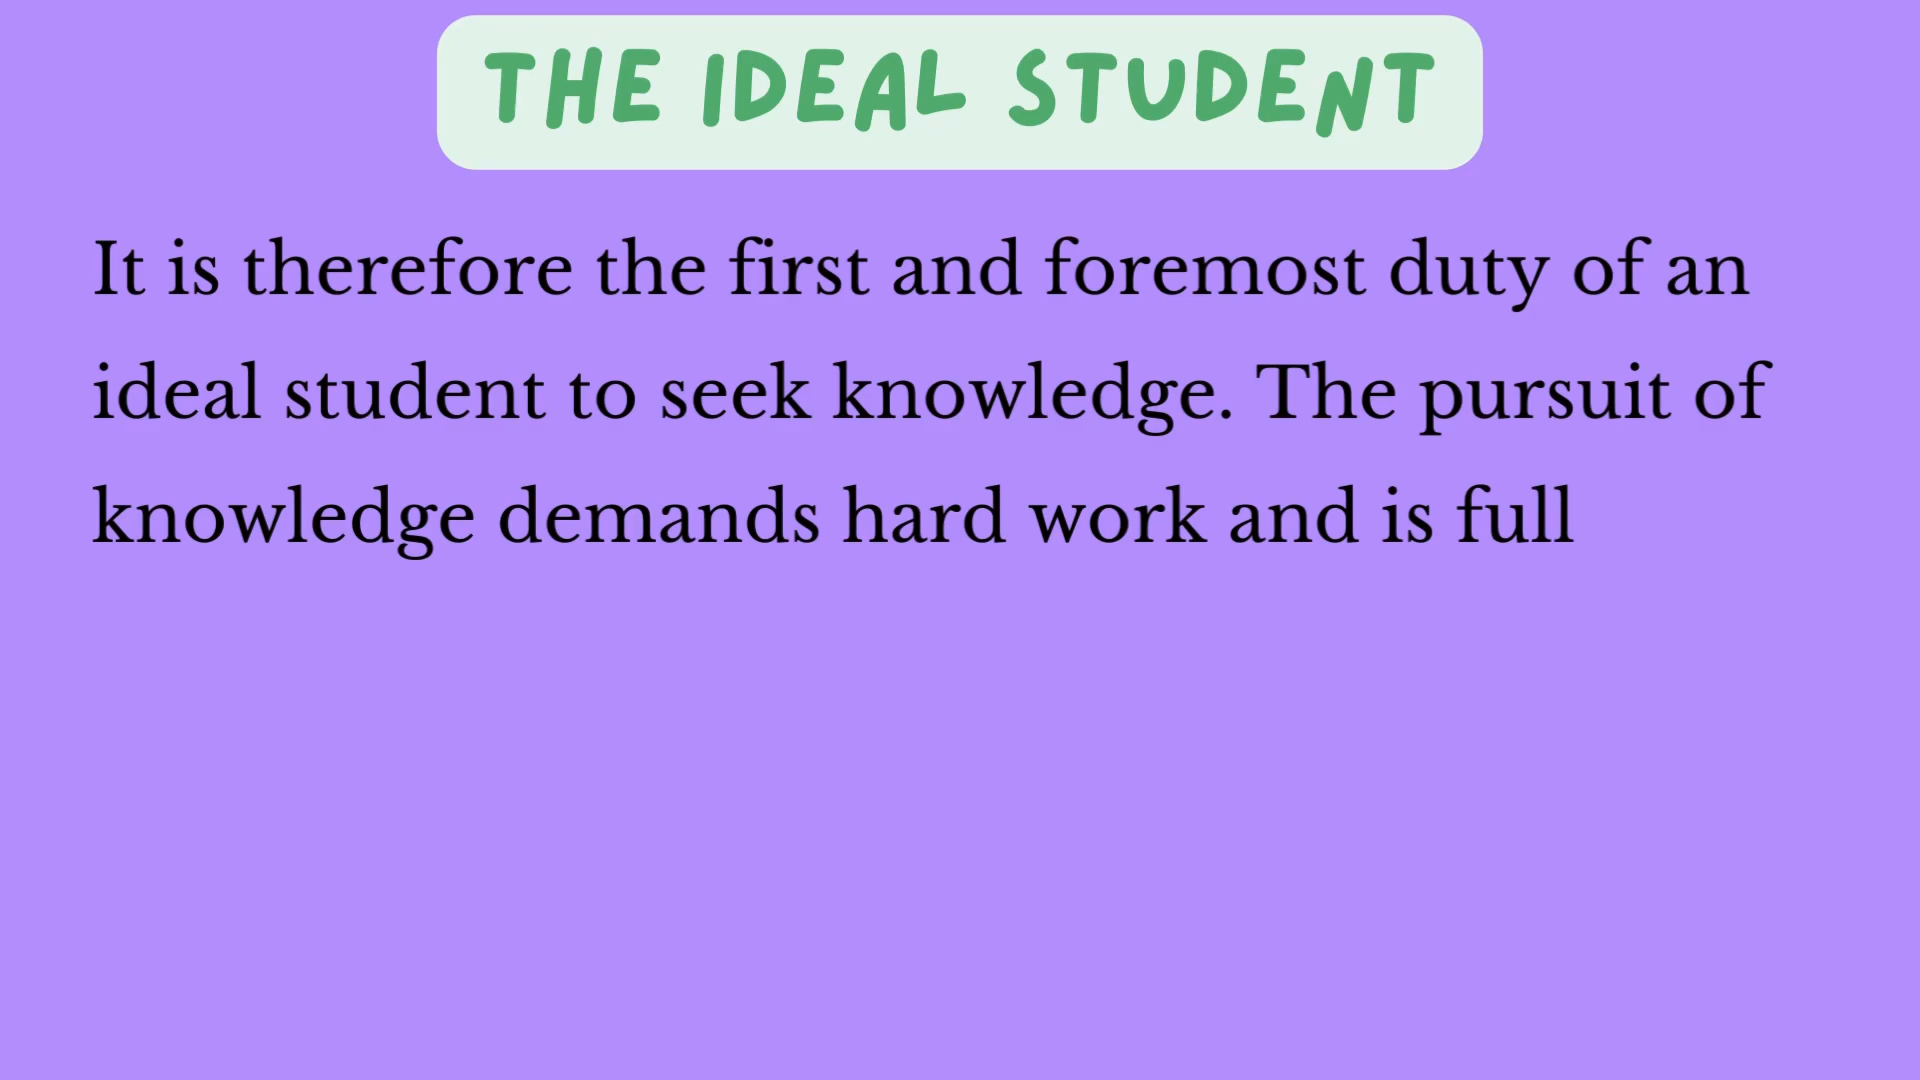 THE IDEAL STUDENT
It is therefore the first and foremost duty of an
ideal student to seek knowledge. The pursuit of
knowledge demands hard work and is full